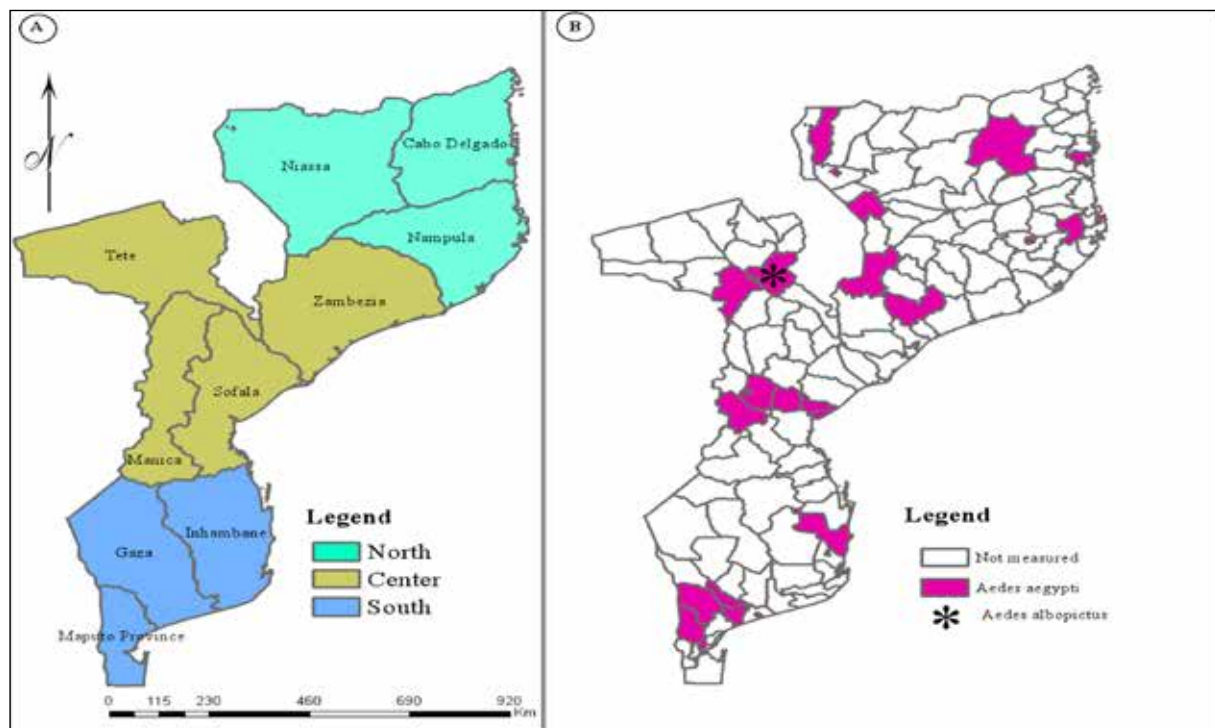 A
N
Cabo Delgado
Niassa
Nampula
Tete
Zambezia
Sofala
Manica
Inhambane
Gaza
Maputo Province
Legend
North
Center
South
0 115 230 460 690 920
Km
B
Legend
Not measured
Aedes aegypti
Aedes albopictus